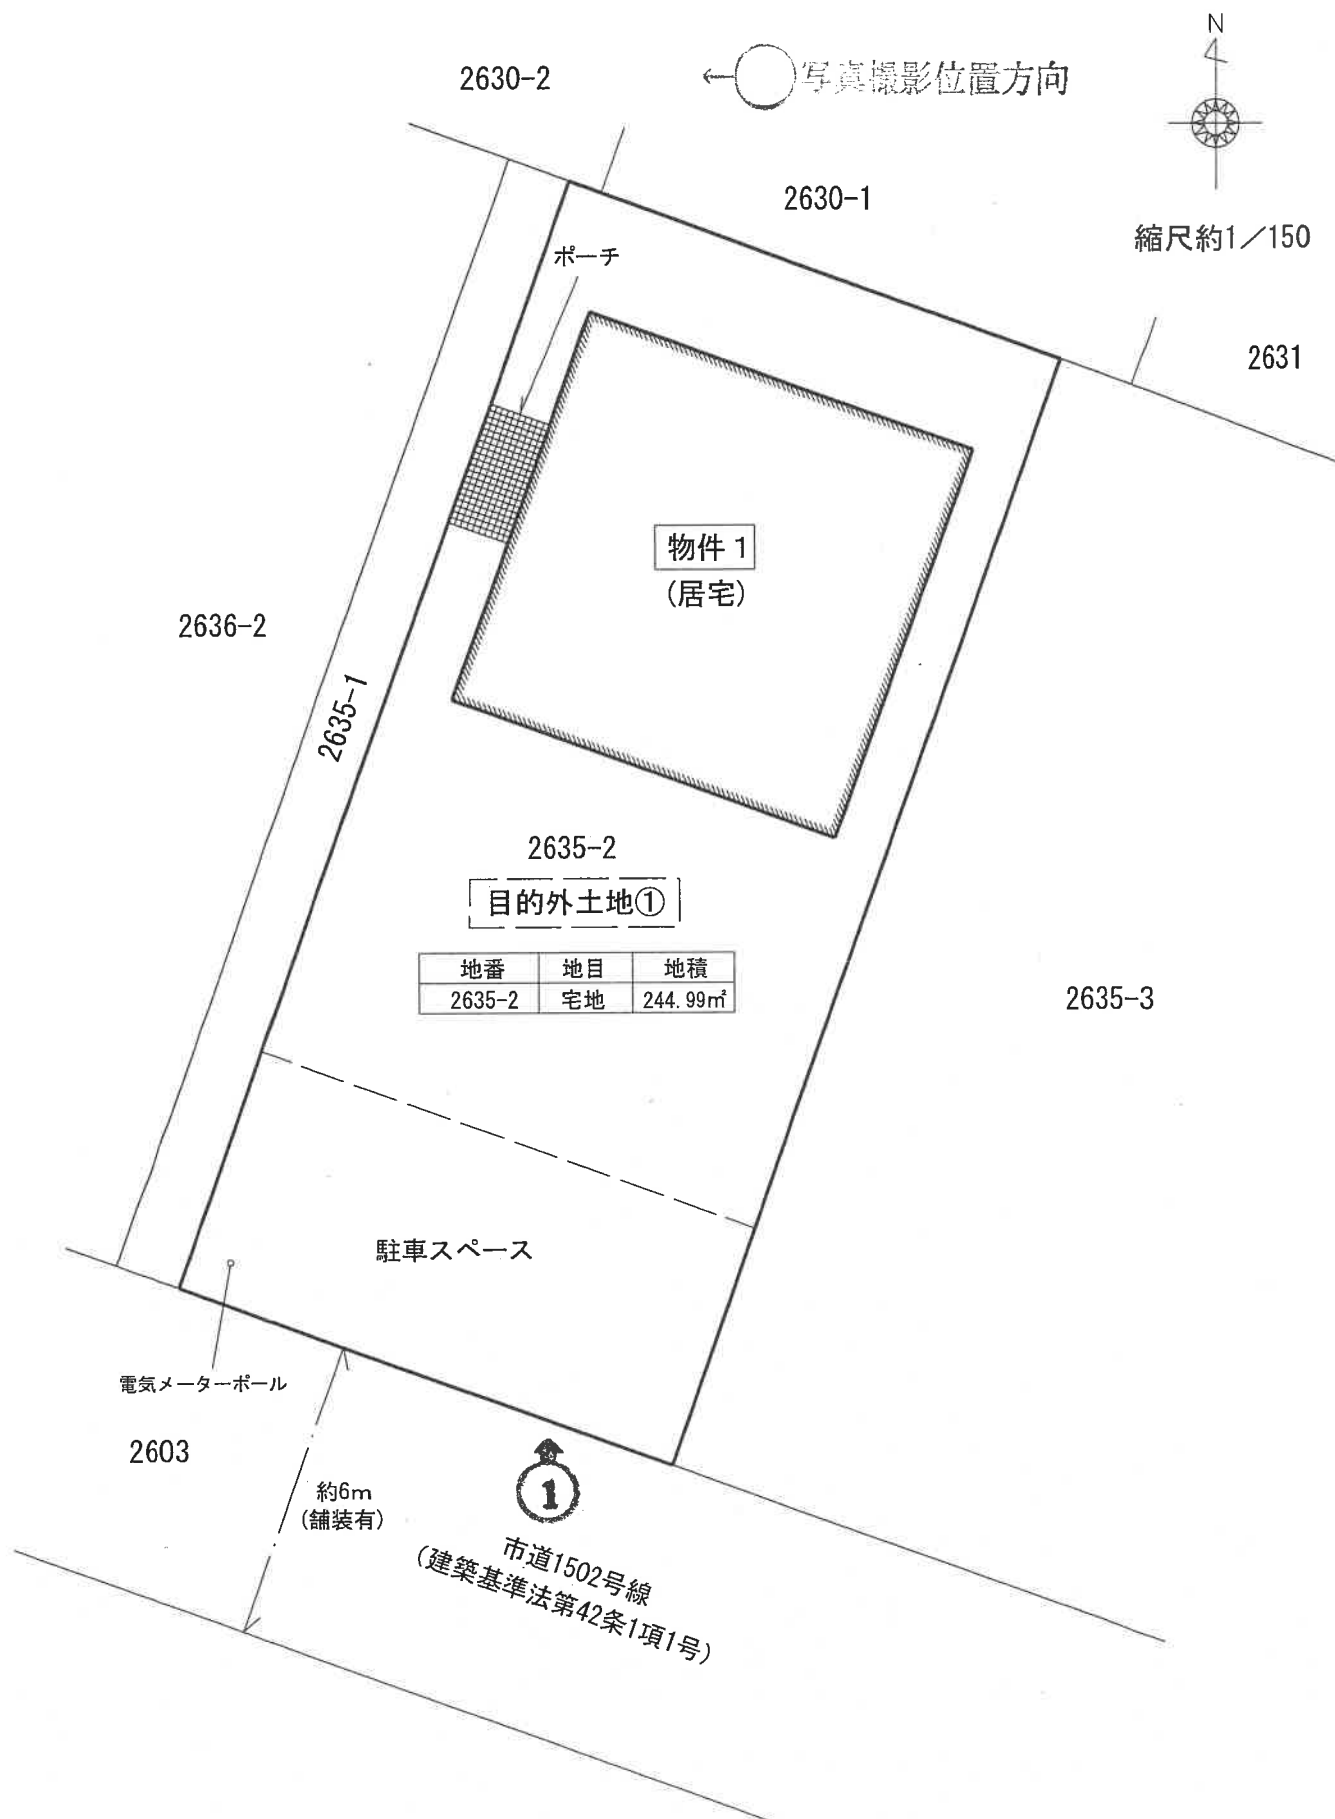 N
2630-2
写真撮影位置方向
2630-1
縮尺約1／150
ポーチ
2631
物件1
(居宅)
2636-2
2635-1
2635-2
目的外土地①
地番 地目 地積
2635-2 宅地 244.99㎡
2635-3
駐車スペース
電気メーターポール
2603
約6m
(舗装有)
1
市道1502号線
(建築基準法第42条1項1号)